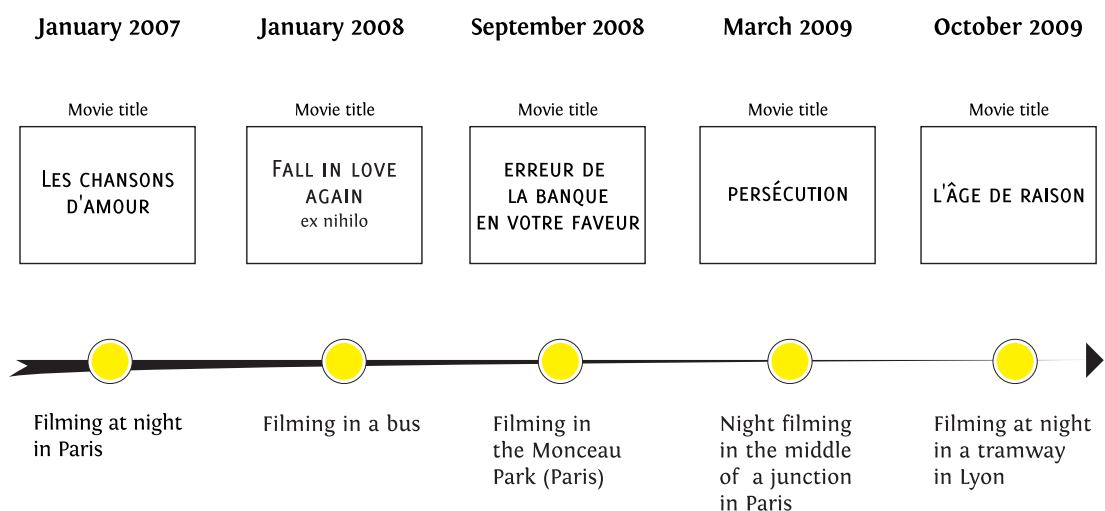 January 2007
January 2008
September 2008
March 2009
October 2009
Movie title
Movie title
Movie title
Movie title
Movie title
LES CHANSONS
D'AMOUR
FALL IN LOVE
AGAIN
ex nihilo
ERREUR DE
LA BANQUE
EN VOTRE FAVEUR
PERSÉCUTION
L'ÂGE DE RAISON
Filming at night
in Paris
Filming in a bus
Filming in
the Monceau
Park (Paris)
Night filming
in the middle
of a junction
in Paris
Filming at night
in a tramway
in Lyon